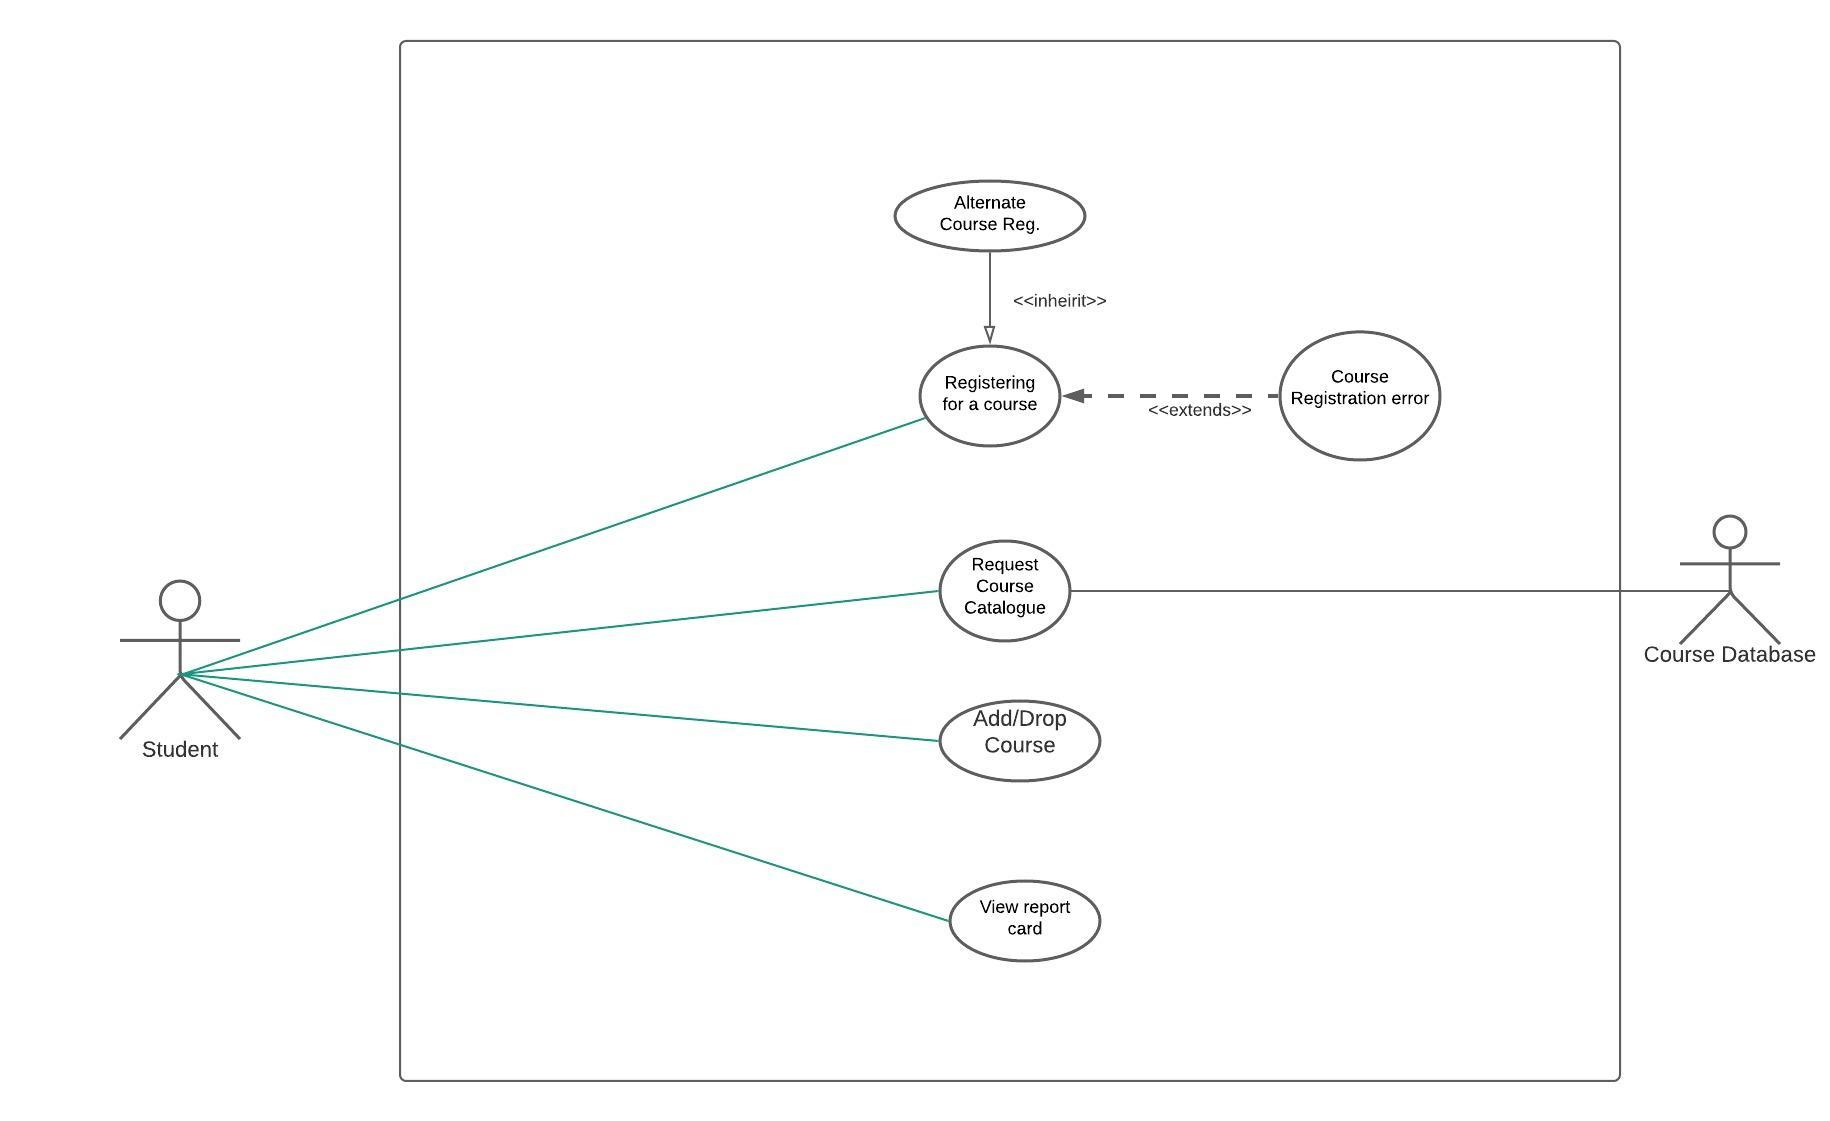 Alternate
Course Reg.
<<inheirit>>
Registering
for a course
<<extends>>
Course
Registration error
Request
Course
Catalogue
Course Database
Add/Drop
Course
Student
View report
card